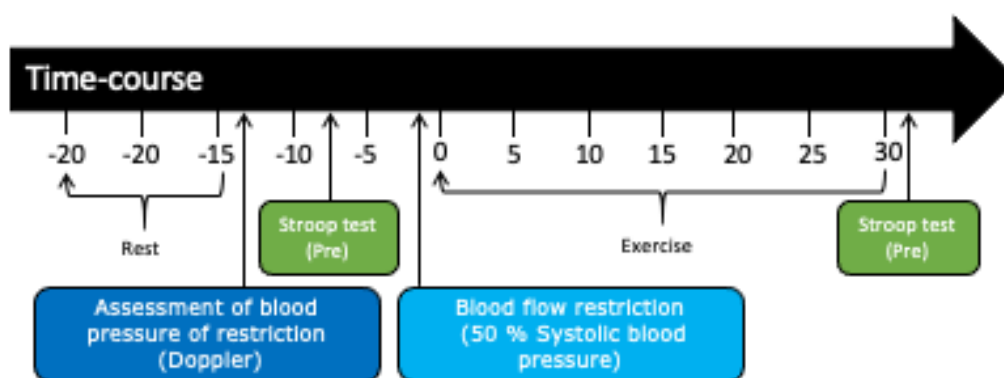 Time-course
-20 -20 -15 -10 -5 0 5 10 15 20 25 30
Rest
Stroop test
(Pre)
Exercise
Stroop test
(Pre)
Assessment of blood
pressure of restriction
(Doppler)
Blood flow restriction
(50 % Systolic blood
pressure)